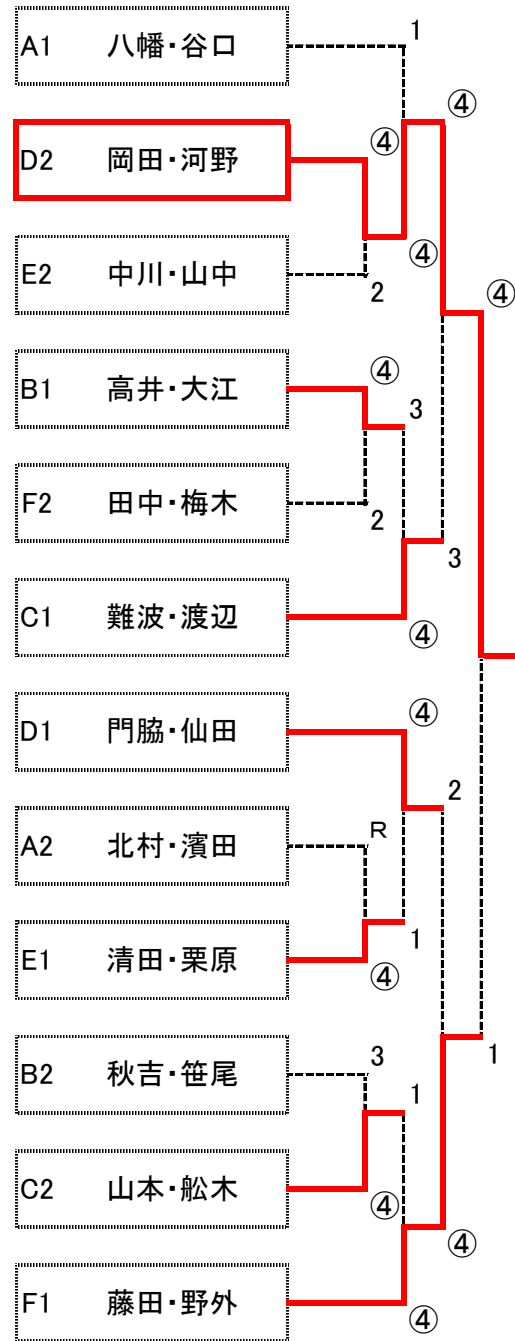 1
A1 八幡・谷口
④
D2 岡田・河野
④
④
E2 中川・山中
2
④
B1 高井・大江
④
3
F2 田中・梅木
2
3
C1 難波・渡辺
④
D1 門脇・仙田
④
2
A2 北村・濱田
R
E1 清田・栗原
1
④
B2 秋吉・笹尾
3
1
1
C2 山本・舩木
④
④
F1 藤田・野外
④